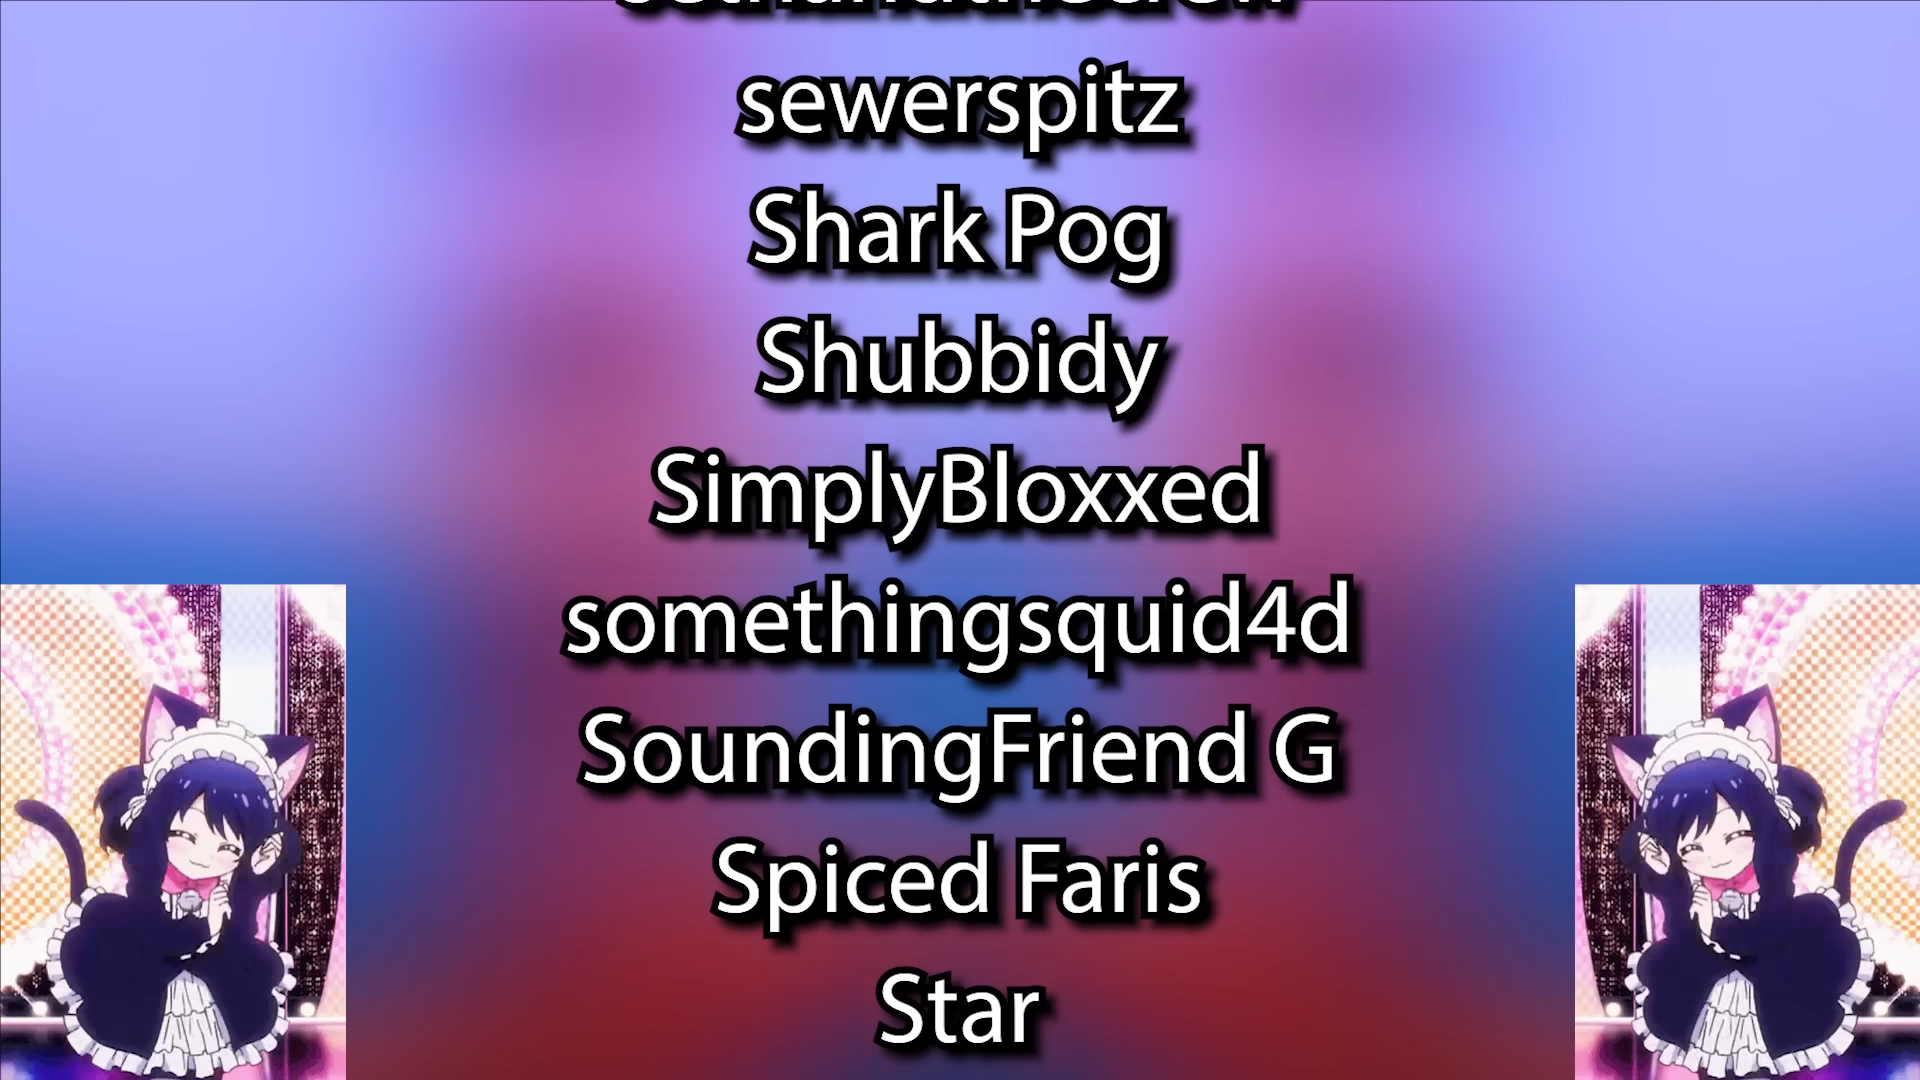 sewerspitz
Shark Pog
Shubbidy
SimplyBloxxed
somethingsquid4d
SoundingFriend G
Spiced Faris
Star